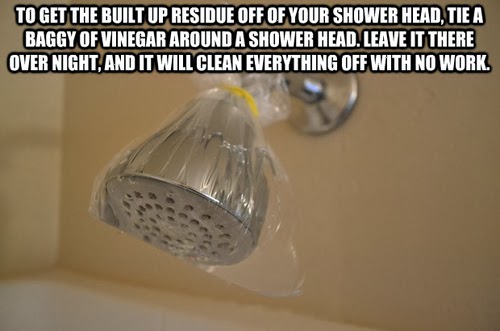 TO GET THE BUILT UP RESIDUE OFF OF YOUR SHOWER HEAD, TIE A
BAGGY OF VINEGAR AROUND A SHOWER HEAD. LEAVE IT THERE
OVER NIGHT, AND IT WILL CLEAN EVERYTHING OFF WITH NO WORK.